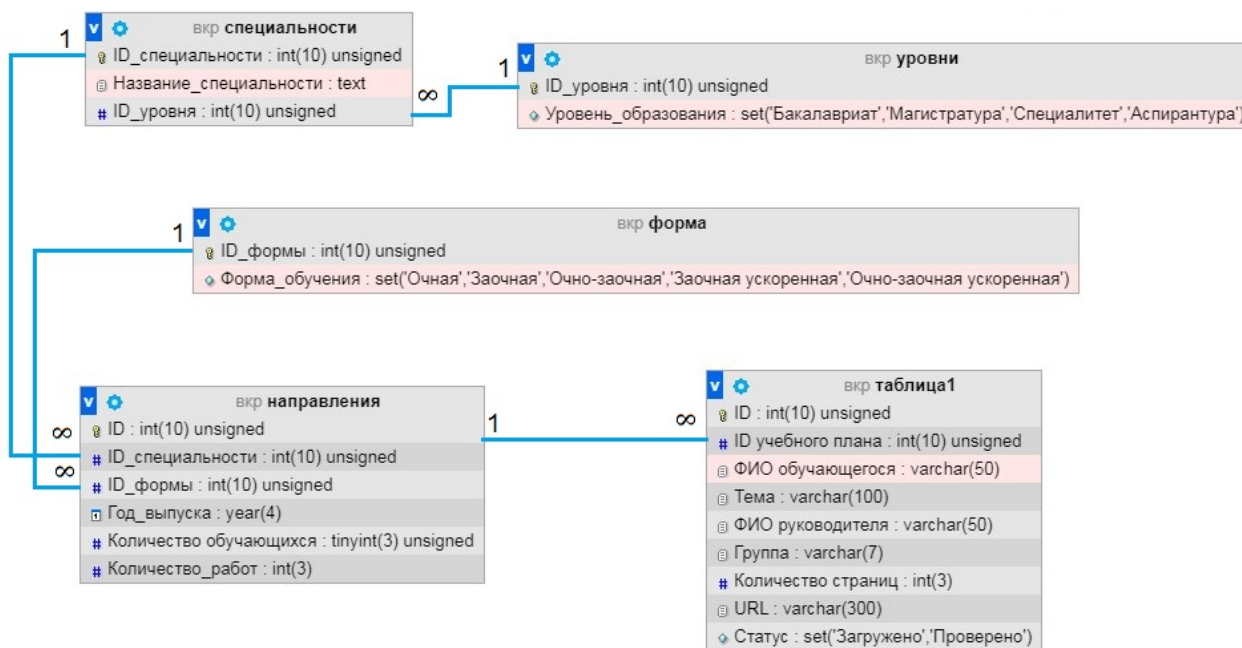 v вкр специальности
1
ID_специальности : int(10) unsigned
Название_специальности : text
# ID_уровня : int(10) unsigned
∞
1
v вкр уровни
ID_уровня : int(10) unsigned
Уровень_образования : set('Бакалавриат','Магистратура','Специалитет','Аспирантура')
v вкр форма
1
ID_формы : int(10) unsigned
Форма_обучения : set('Очная','Заочная','Очно-заочная','Заочная ускоренная','Очно-заочная ускоренная')
v вкр направления
∞
ID : int(10) unsigned
# ID_специальности : int(10) unsigned
∞
# ID_формы : int(10) unsigned
Год_выпуска : year(4)
# Количество обучающихся : tinyint(3) unsigned
# Количество_работ : int(3)
1
∞
v вкр таблица1
ID : int(10) unsigned
# ID учебного плана : int(10) unsigned
ФИО обучающегося : varchar(50)
Тема : varchar(100)
ФИО руководителя : varchar(50)
Группа : varchar(7)
# Количество страниц : int(3)
URL : varchar(300)
Статус : set('Загружено','Проверено')